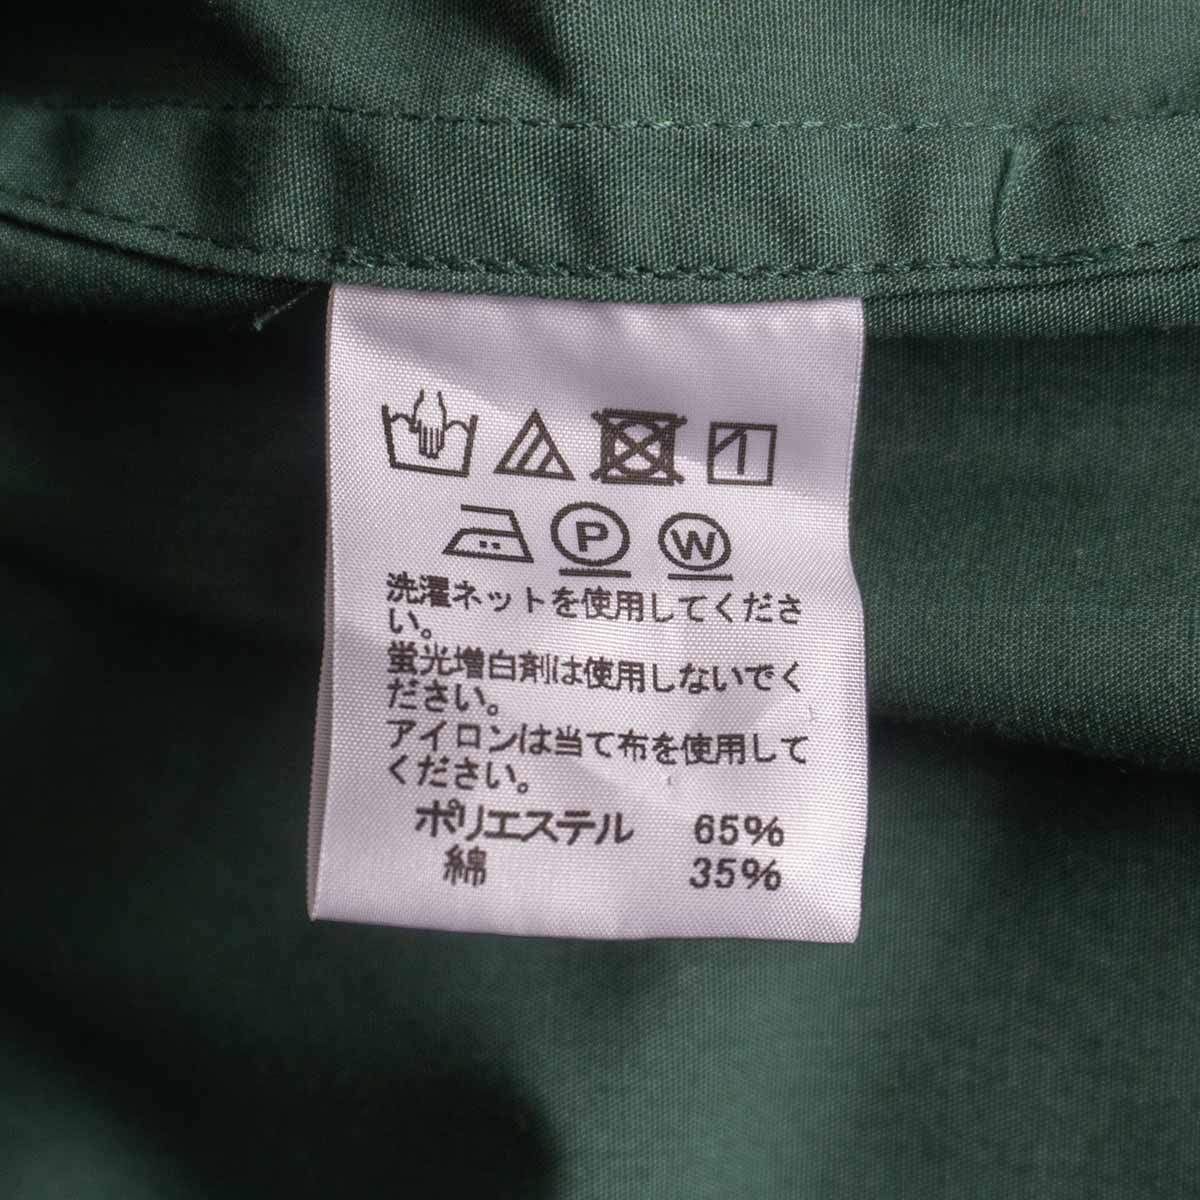 P W
洗濯ネットを使用してくださ
い。
蛍光増白剤は使用しないでく
ださい。
アイロンは当て布を使用して
ください。
ポリエステル 65%
綿 35%